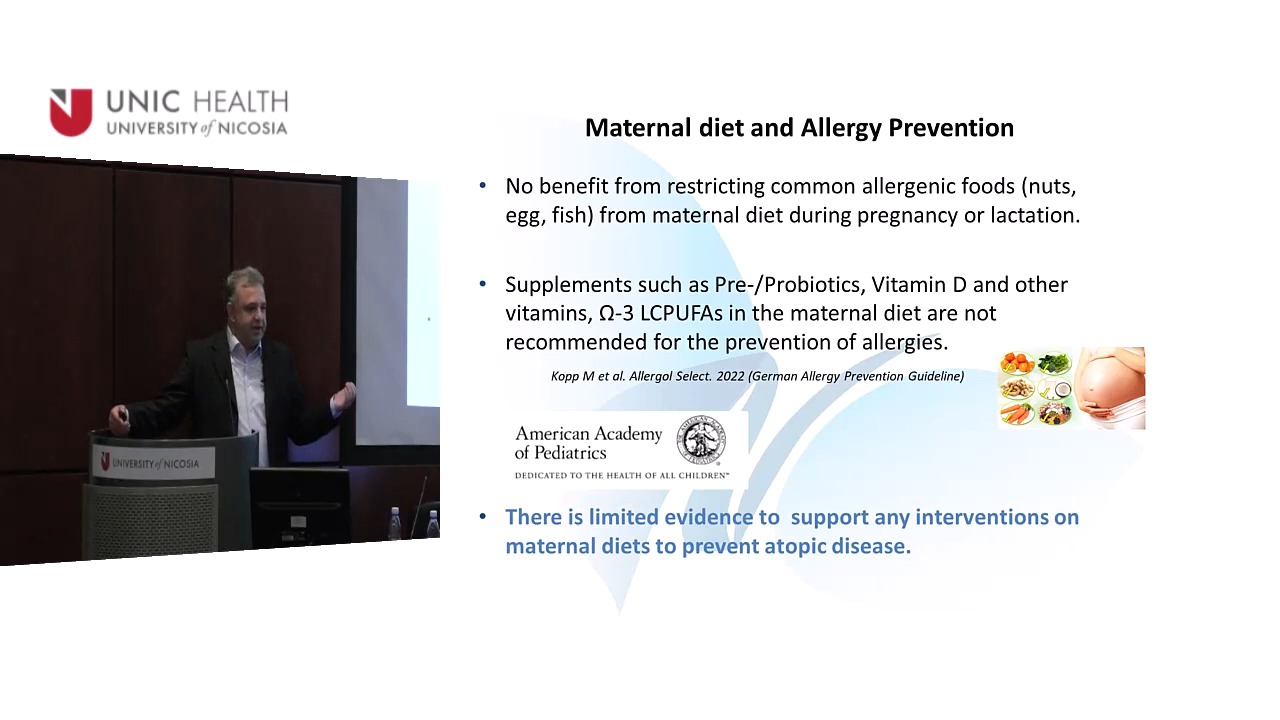 UNIC HEALTH
UNIVERSITY of NICOSIA
Maternal diet and Allergy Prevention
• No benefit from restricting common allergenic foods (nuts,
egg, fish) from maternal diet during pregnancy or lactation.
• Supplements such as Pre-/Probiotics, Vitamin D and other
vitamins, Ω-3 LCPUFAs in the maternal diet are not
recommended for the prevention of allergies.
Kopp M et al. Allergol Select. 2022 (German Allergy Prevention Guideline)
American Academy
of Pediatrics
DEDICATED TO THE HEALTH OF ALL CHILDREN™
• There is limited evidence to  support any interventions on
maternal diets to prevent atopic disease.
UNIVERSITY of NICOSIA